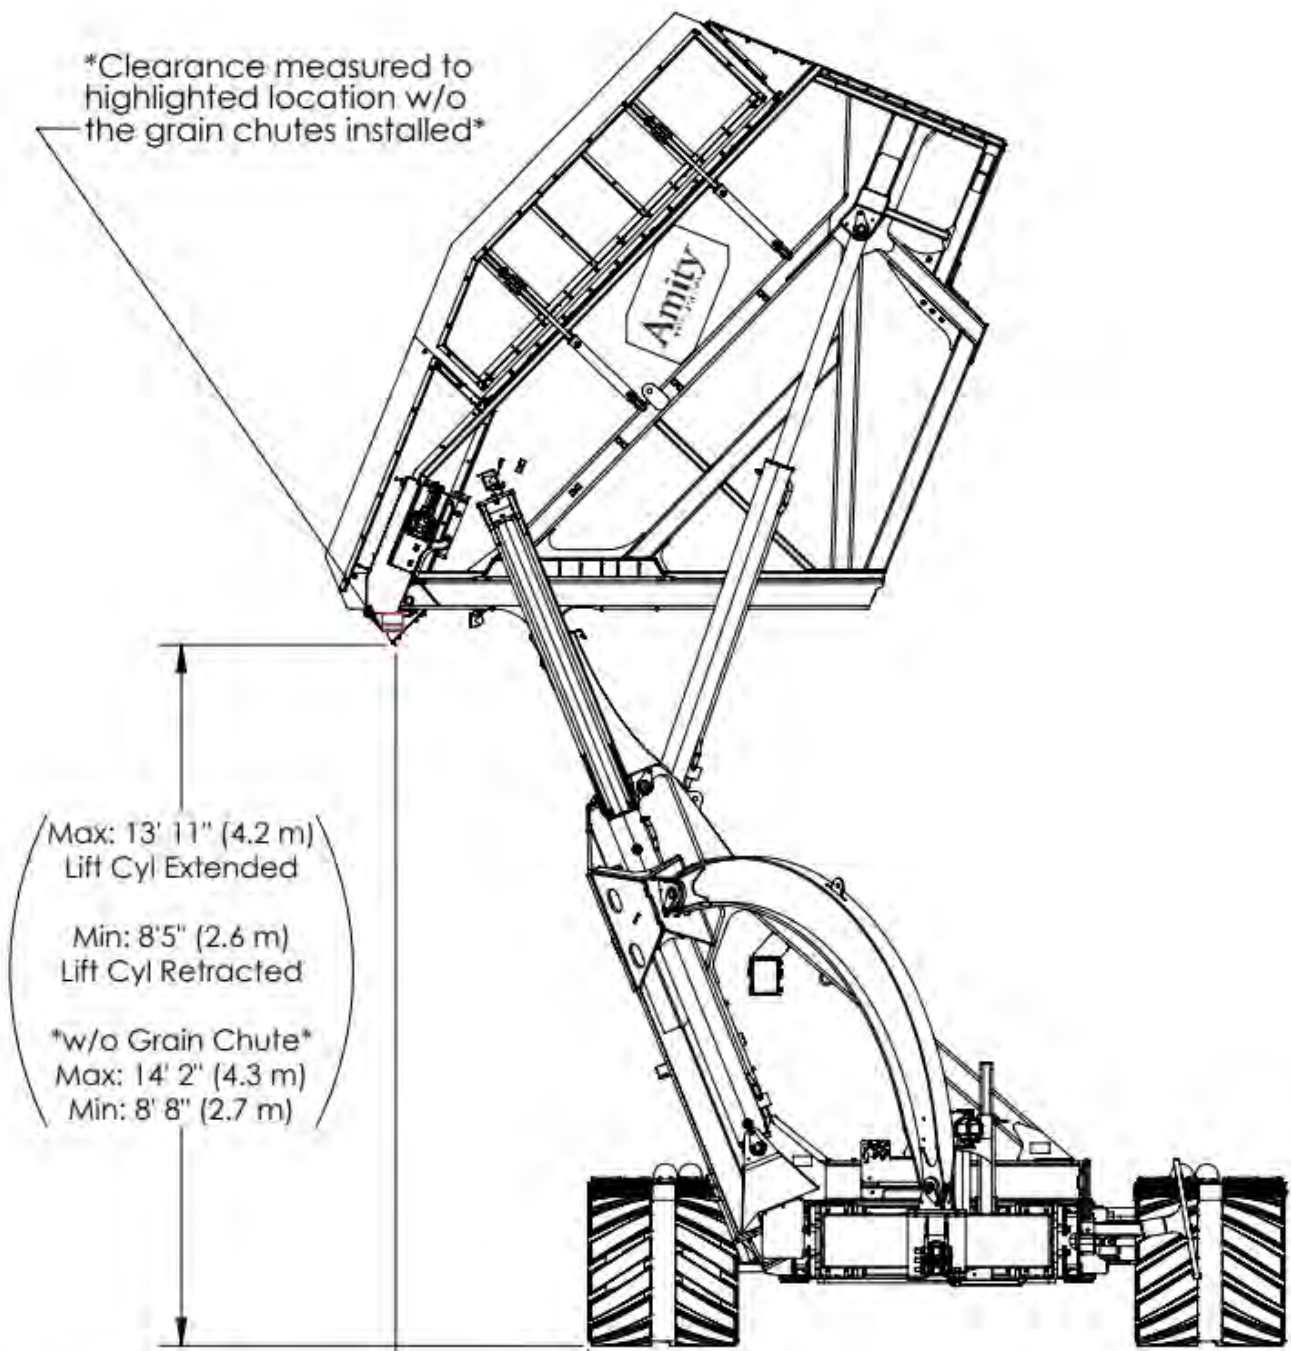 *Clearance measured to
highlighted location w/o
the grain chutes installed*
Amity
Max: 13' 11" (4.2 m)
Lift Cyl Extended
Min: 8'5" (2.6 m)
Lift Cyl Retracted
*w/o Grain Chute*
Max: 14' 2" (4.3 m)
Min: 8' 8" (2.7 m)